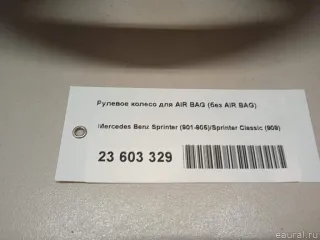 Рулевое колесо для AIR BAG (без AIR BAG)
Mercedes Benz Sprinter (901-905)/Sprinter Classic (909)
23 603 329
eaural.ru